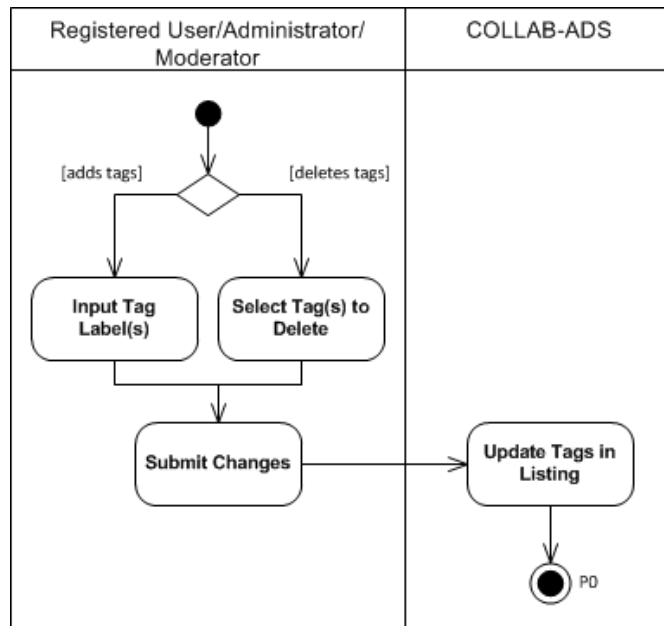 Registered User/Administrator/
Moderator
COLLAB-ADS
[adds tags]
[deletes tags]
Input Tag
Label(s)
Select Tag(s) to
Delete
Submit Changes
Update Tags in
Listing
P0